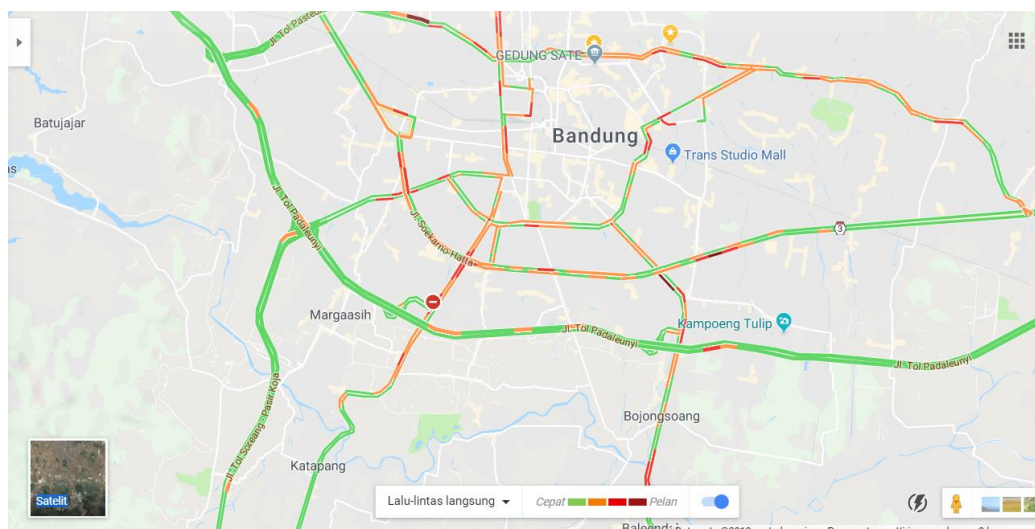 Jl. Tol Pasteu
GEDUNG SATE
Batujajar
Bandung
Trans Studio Mall
as
Jl. Tol Padaleunyi
Jl. Soekarno-Hatta
3
Margaasih
Kampoeng Tulip
Jl. Tol Padaleunyi
Jl. Tol Padaleunyi
Jl. Tol Soreang - Pasir Koja
Bojongsoang
Katapang
Satelit
Lalu-lintas langsung
Cepat
Pelan